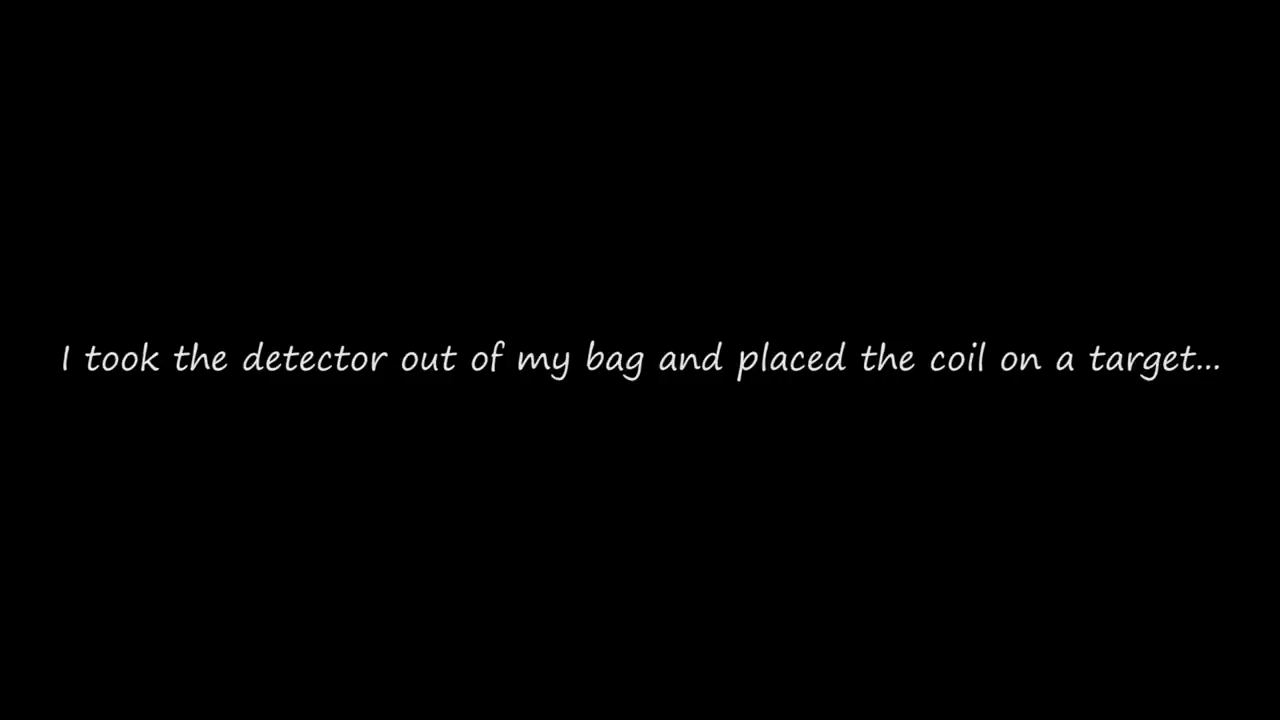 I took the detector out of my bag and placed the coil on a target...